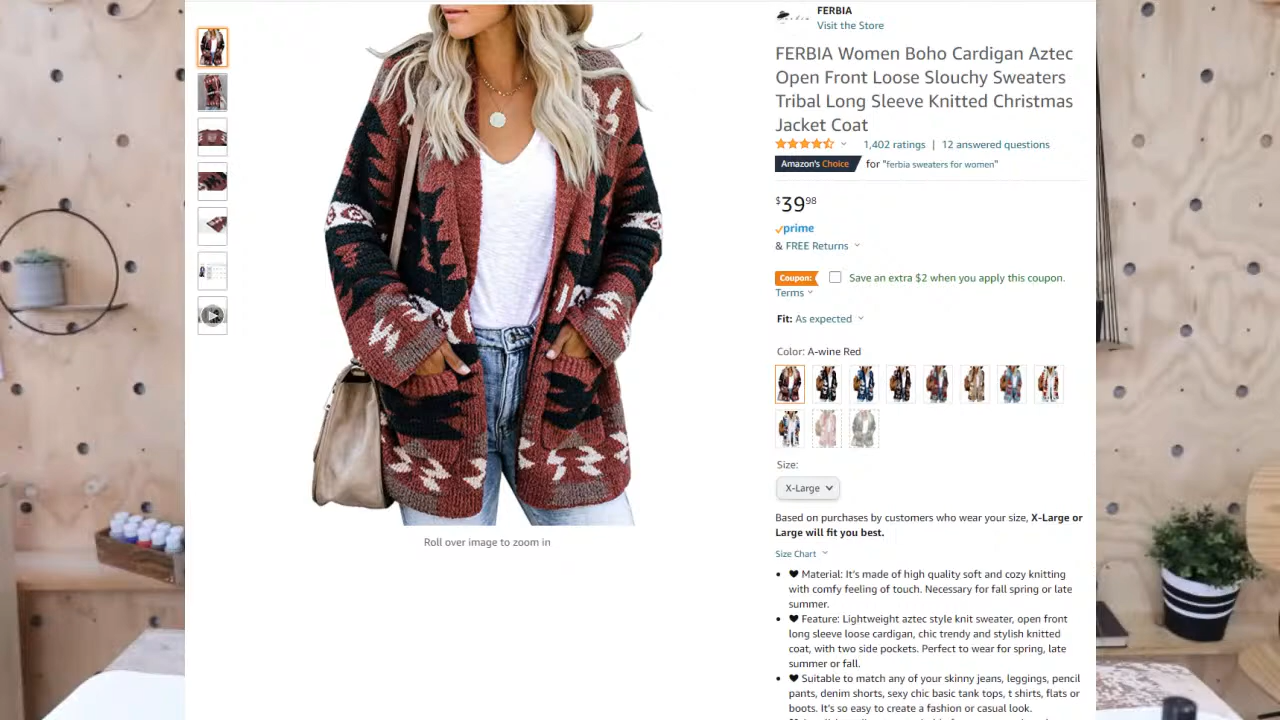 FERBIA
Visit the Store
FERBIA Women Boho Cardigan Aztec
Open Front Loose Slouchy Sweaters
Tribal Long Sleeve Knitted Christmas
Jacket Coat
1,402 ratings | 12 answered questions
Amazon's Choice for "ferbia sweaters for women"
$39.98
prime
& FREE Returns
Coupon: Save an extra $2 when you apply this coupon.
Terms
Fit: As expected
Color: A-wine Red
Size:
X-Large
Based on purchases by customers who wear your size, X-Large or
Large will fit you best.
Size Chart
• ♥ Material: It's made of high quality soft and cozy knitting
with comfy feeling of touch. Necessary for fall spring or late
summer.
• ♥ Feature: Lightweight aztec style knit sweater, open front
long sleeve loose cardigan, chic trendy and stylish knitted
coat, with two side pockets. Perfect to wear for spring, late
summer or fall.
• ♥ Suitable to match any of your skinny jeans, leggings, pencil
pants, denim shorts, sexy chic basic tank tops, t shirts, flats or
boots. It's so easy to create a fashion or casual look.
Roll over image to zoom in